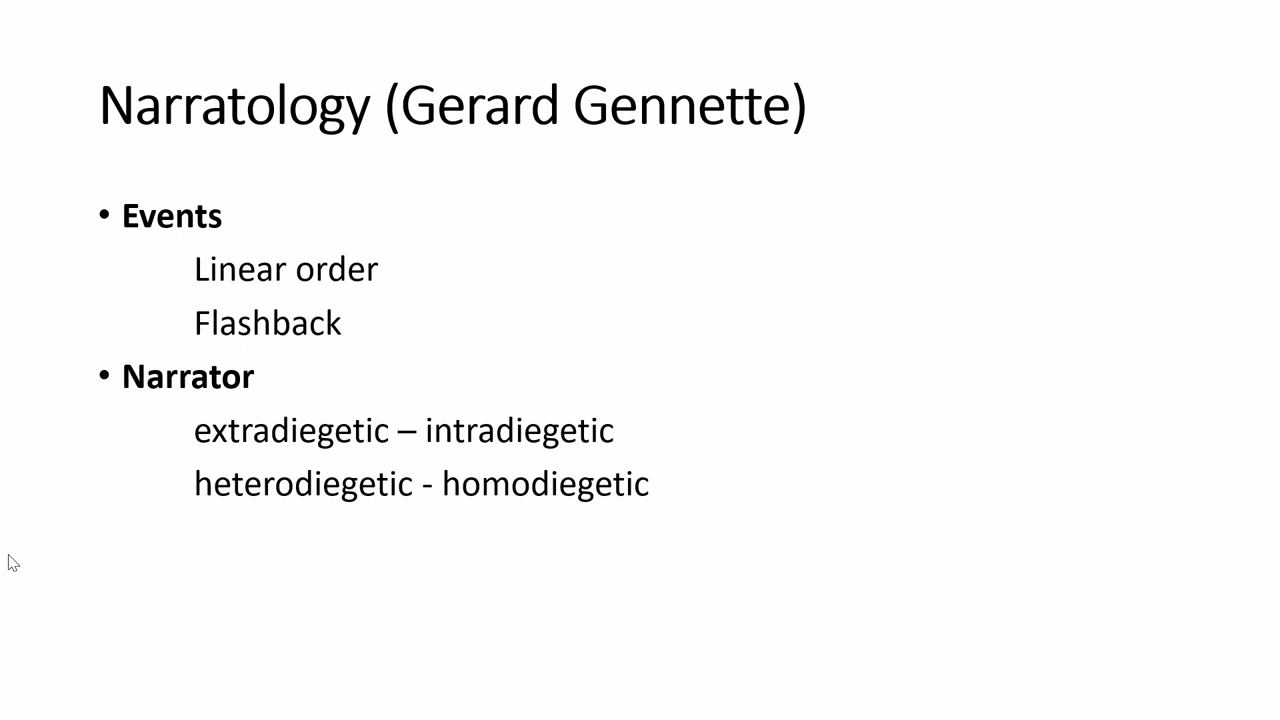 Narratology (Gerard Gennette)
• Events
Linear order
Flashback
• Narrator
extradiegetic – intradiegetic
heterodiegetic - homodiegetic